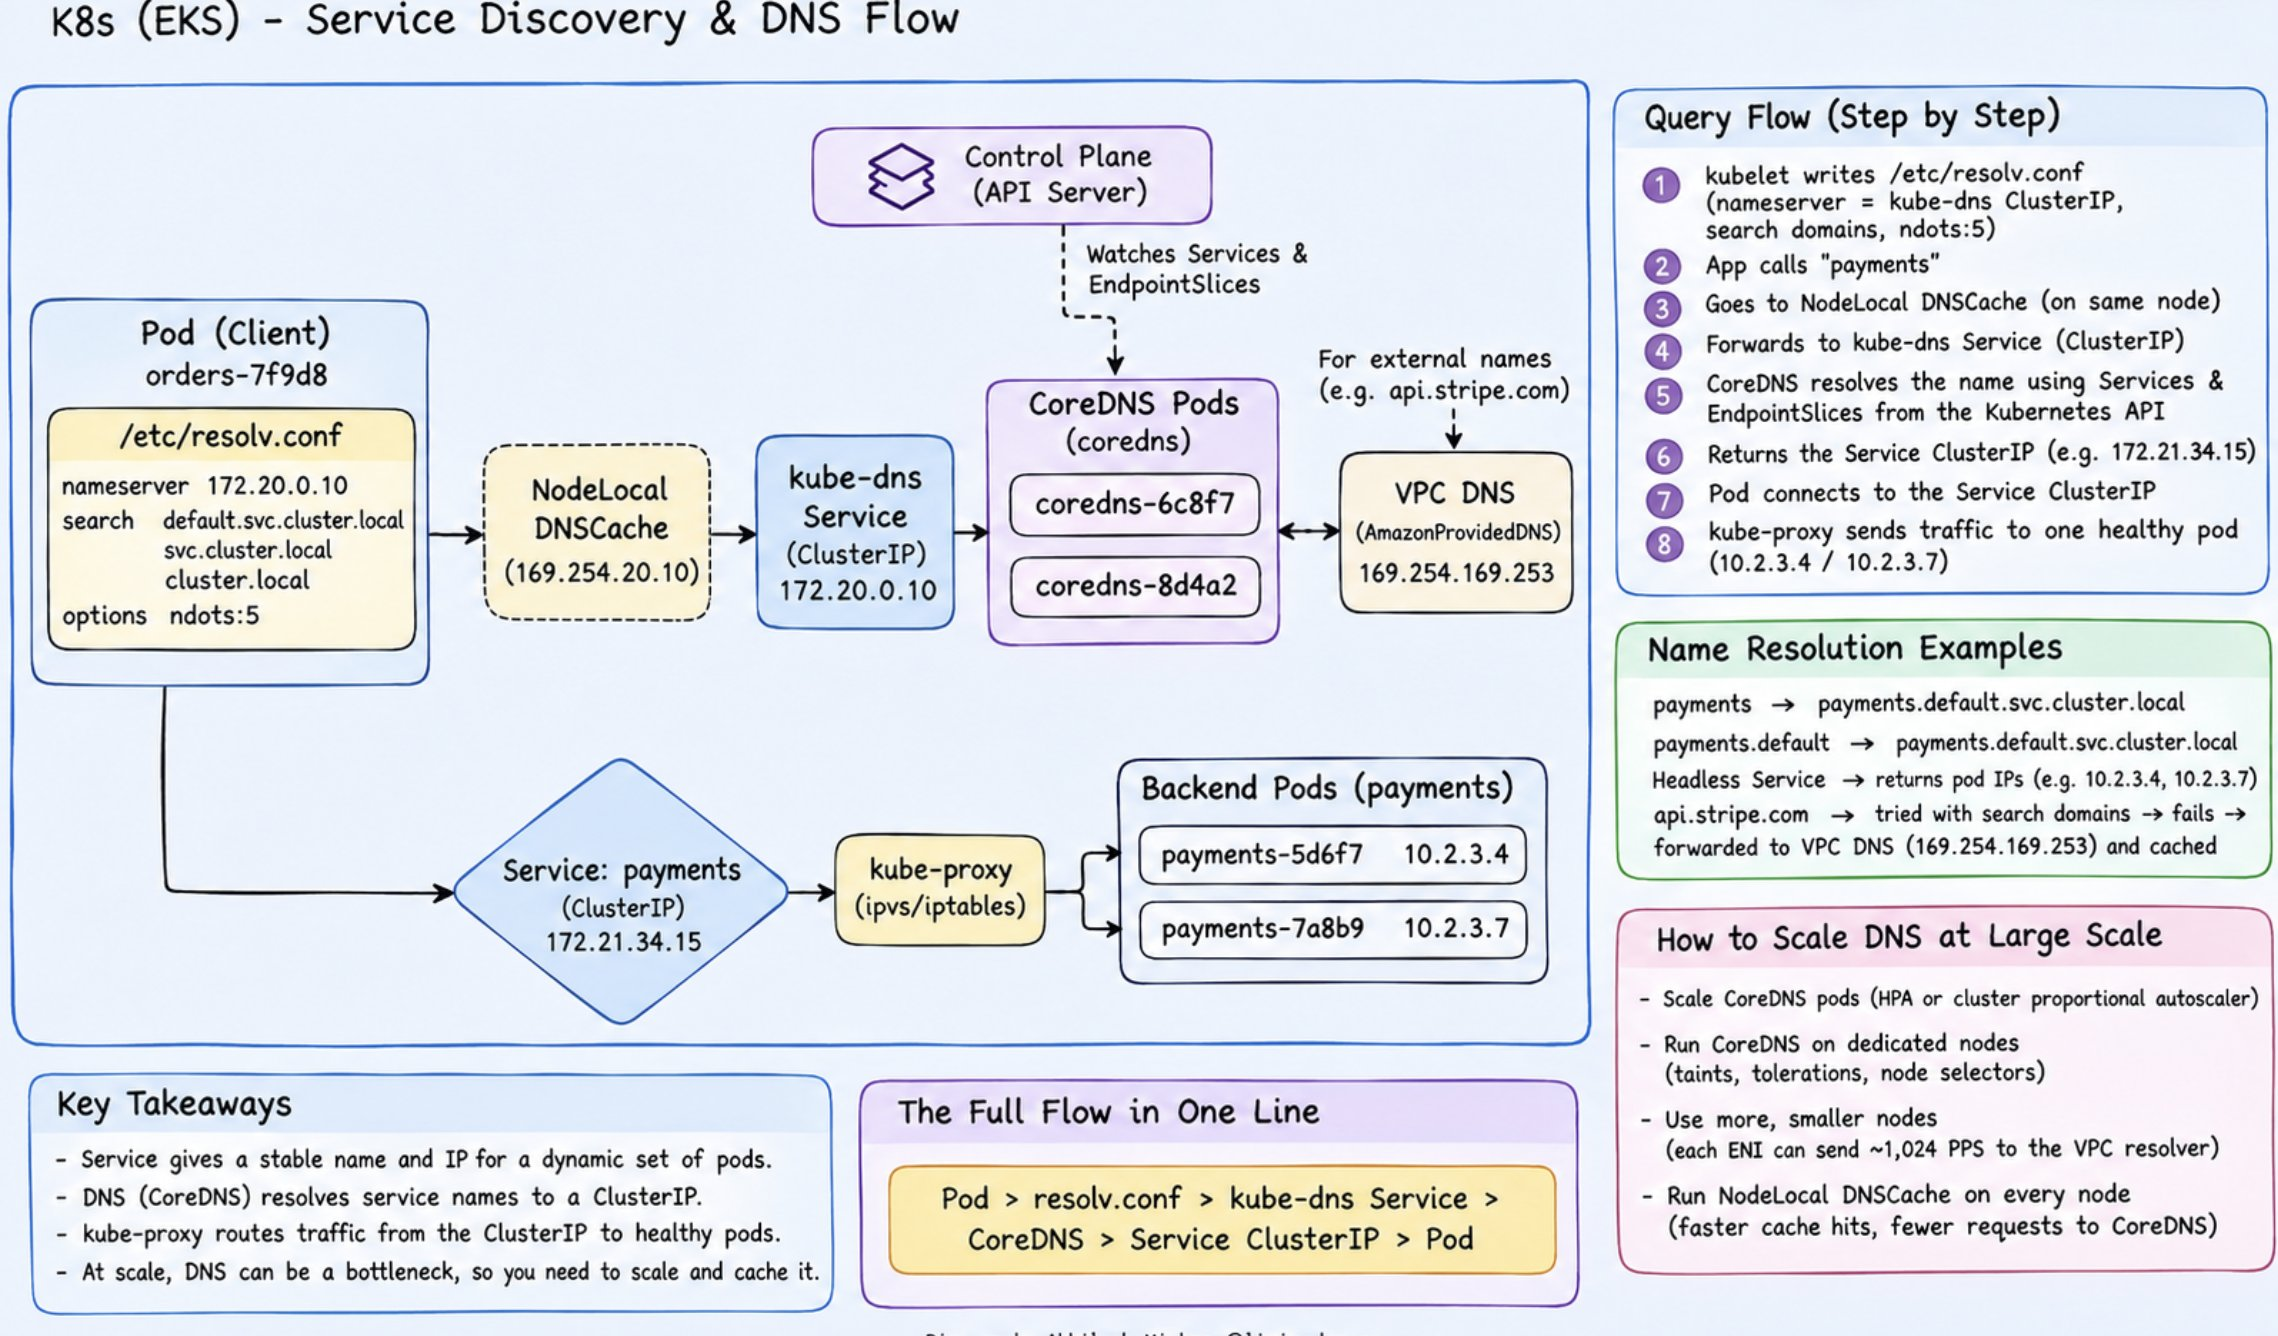 K8s (EKS) - Service Discovery & DNS Flow
Control Plane
(API Server)
Watches Services &
EndpointSlices
Pod (Client)
orders-7f9d8
/etc/resolv.conf
nameserver 172.20.0.10
search default.svc.cluster.local
svc.cluster.local
cluster.local
options ndots:5
NodeLocal
DNSCache
(169.254.20.10)
kube-dns
Service
(ClusterIP)
172.20.0.10
CoreDNS Pods
(coredns)
coredns-6c8f7
coredns-8d4a2
For external names
(e.g. api.stripe.com)
VPC DNS
(AmazonProvidedDNS)
169.254.169.253
Service: payments
(ClusterIP)
172.21.34.15
kube-proxy
(ipvs/iptables)
Backend Pods (payments)
payments-5d6f7 10.2.3.4
payments-7a8b9 10.2.3.7
Query Flow (Step by Step)
1 kubelet writes /etc/resolv.conf
(nameserver = kube-dns ClusterIP,
search domains, ndots:5)
2 App calls "payments"
3 Goes to NodeLocal DNSCache (on same node)
4 Forwards to kube-dns Service (ClusterIP)
5 CoreDNS resolves the name using Services &
EndpointSlices from the Kubernetes API
6 Returns the Service ClusterIP (e.g. 172.21.34.15)
7 Pod connects to the Service ClusterIP
8 kube-proxy sends traffic to one healthy pod
(10.2.3.4 / 10.2.3.7)
Name Resolution Examples
payments → payments.default.svc.cluster.local
payments.default → payments.default.svc.cluster.local
Headless Service → returns pod IPs (e.g. 10.2.3.4, 10.2.3.7)
api.stripe.com → tried with search domains → fails →
forwarded to VPC DNS (169.254.169.253) and cached
How to Scale DNS at Large Scale
- Scale CoreDNS pods (HPA or cluster proportional autoscaler)
- Run CoreDNS on dedicated nodes
(taints, tolerations, node selectors)
- Use more, smaller nodes
(each ENI can send ~1,024 PPS to the VPC resolver)
- Run NodeLocal DNSCache on every node
(faster cache hits, fewer requests to CoreDNS)
Key Takeaways
- Service gives a stable name and IP for a dynamic set of pods.
- DNS (CoreDNS) resolves service names to a ClusterIP.
- kube-proxy routes traffic from the ClusterIP to healthy pods.
- At scale, DNS can be a bottleneck, so you need to scale and cache it.
The Full Flow in One Line
Pod > resolv.conf > kube-dns Service >
CoreDNS > Service ClusterIP > Pod